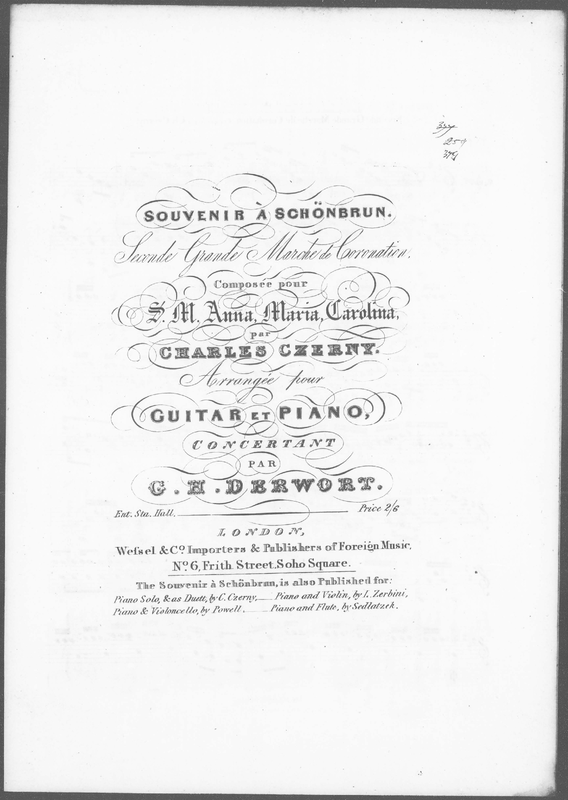 259
SOUVENIR À SCHÖNBRUN.
Seconde Grande Marche de Coronation.
Composée pour
S. M. Anna, Maria, Carolina,
par
CHARLES CZERNY.
Arrangée pour
GUITAR ET PIANO,
CONCERTANT
PAR
G. H. DERWORT.
Ent. Sta. Hall. Price 2/6
LONDON,
Wessel & Co. Importers & Publishers of Foreign Music,
No. 6, Frith Street, Soho Square.
The Souvenir à Schönbrun, is also Published for:
Piano Solo, & as Duett, by C. Czerny, Piano and Violin, by L. Zerbini,
Piano & Violoncello, by Powell, Piano and Flute, by Sedlatzek.